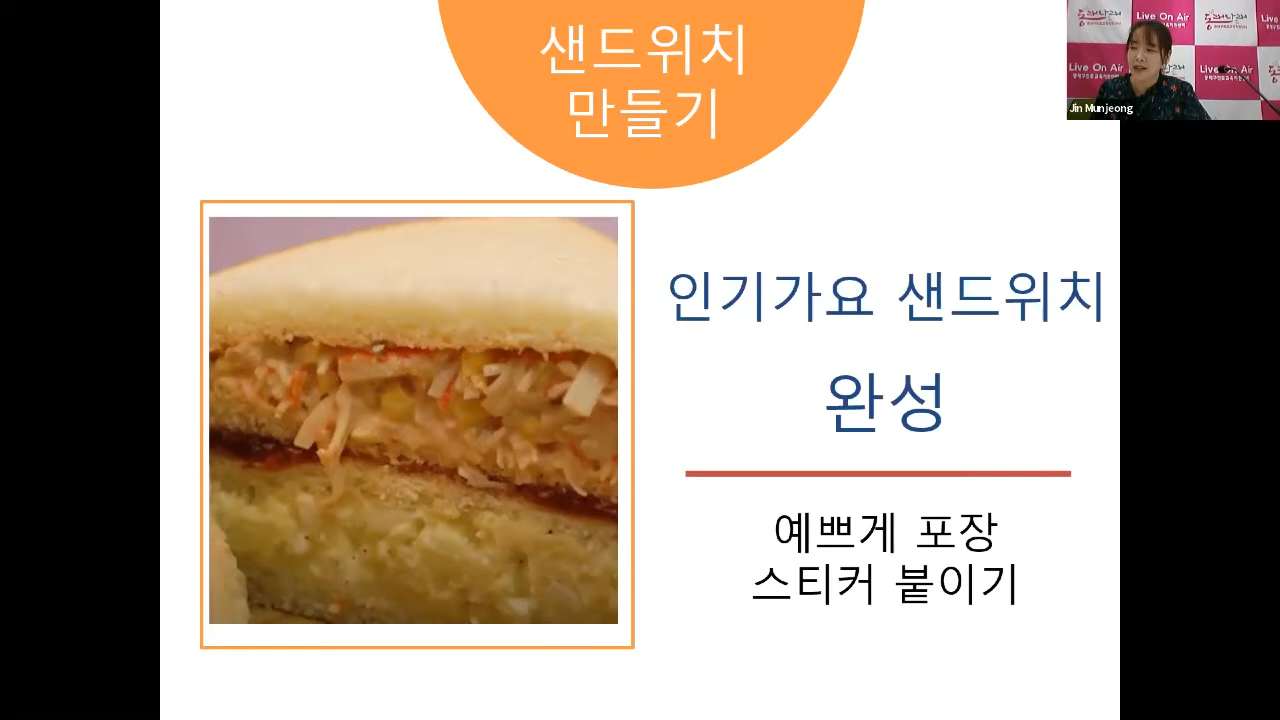 샌드위치
만들기
인기가요 샌드위치
완성
예쁘게 포장
스티커 붙이기
Live On Air
Live On Air
Live On Air
Jin Munjeong